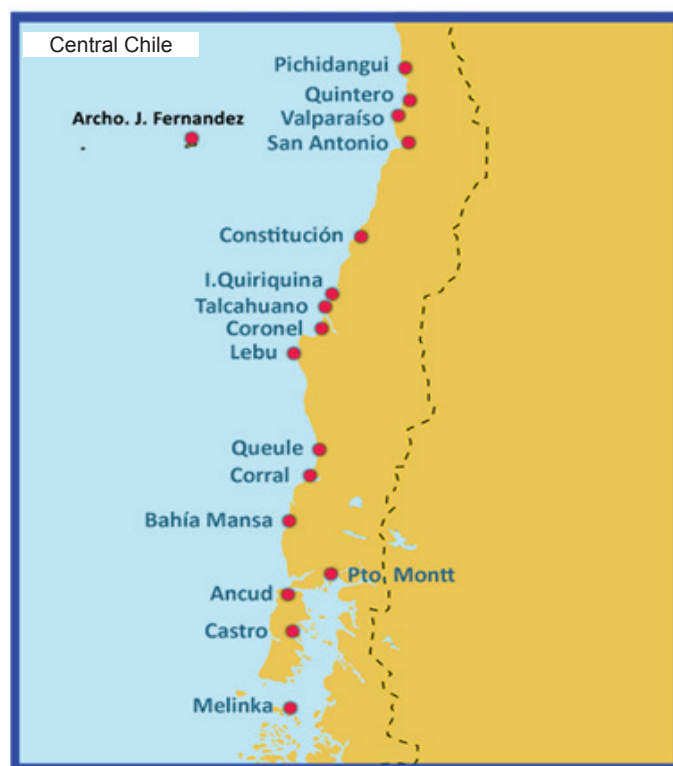 Central Chile
Pichidangui
Quintero
Archo. J. Fernandez
Valparaíso
San Antonio
Constitución
I.Quiriquina
Talcahuano
Coronel
Lebu
Queule
Corral
Bahía Mansa
Pto. Montt
Ancud
Castro
Melinka